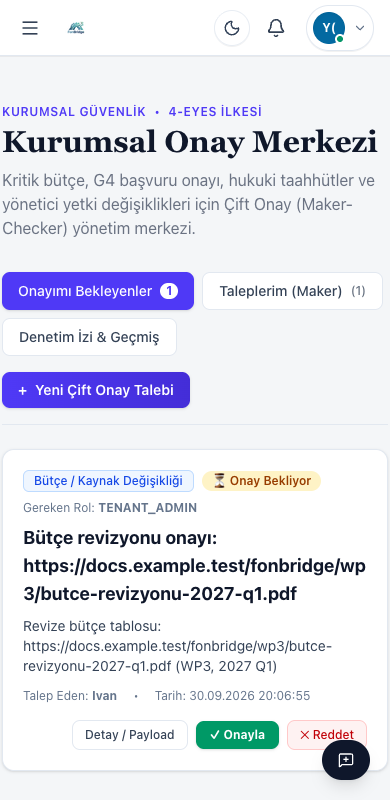 Y(
KURUMSAL GÜVENLİK • 4-EYES İLKESİ
Kurumsal Onay Merkezi
Kritik bütçe, G4 başvuru onayı, hukuki taahhütler ve
yönetici yetki değişiklikleri için Çift Onay (Maker-
Checker) yönetim merkezi.
Onayımı Bekleyenler 1
Taleplerim (Maker) (1)
Denetim İzi & Geçmiş
+ Yeni Çift Onay Talebi
Bütçe / Kaynak Değişikliği
⏳ Onay Bekliyor
Gereken Rol: TENANT_ADMIN
Bütçe revizyonu onayı:
https://docs.example.test/fonbridge/wp
3/butce-revizyonu-2027-q1.pdf
Revize bütçe tablosu:
https://docs.example.test/fonbridge/wp3/butce-
revizyonu-2027-q1.pdf (WP3, 2027 Q1)
Talep Eden: Ivan • Tarih: 30.09.2026 20:06:55
Detay / Payload
✓ Onayla
✕ Reddet